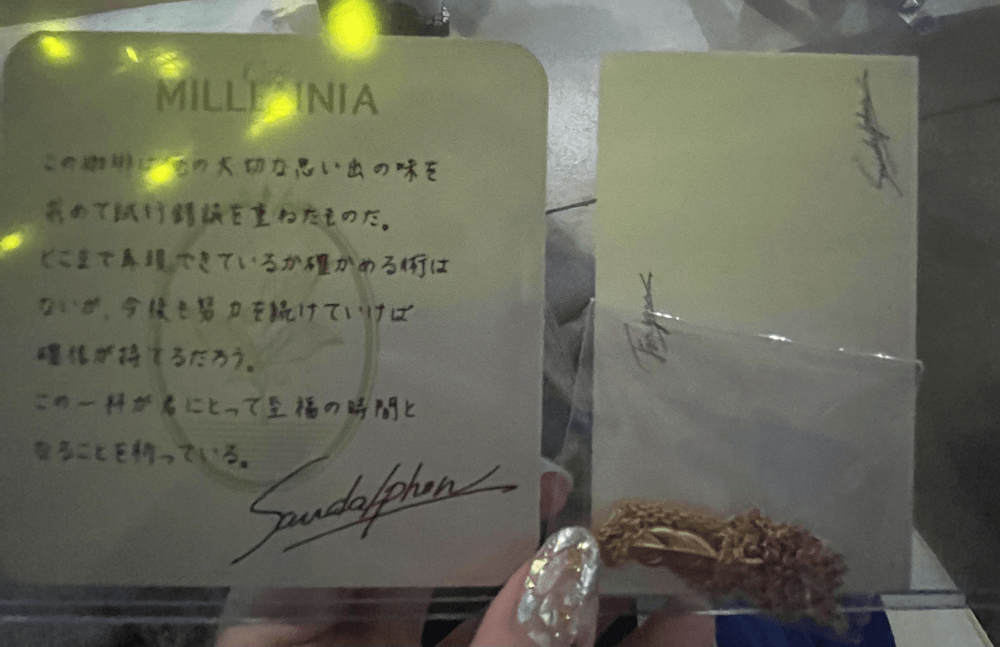 Café
MILLENNIA
この珈琲は俺の大切な思い出の味を
求めて試行錯誤を重ねたものだ。
どこまで再現できているか確かめる術は
ないが、今後も努力を続けていけば
確信が持てるだろう。
この一杯が君にとって至福の時間と
なることを祈っている。
Sandalphon
Sandalphon